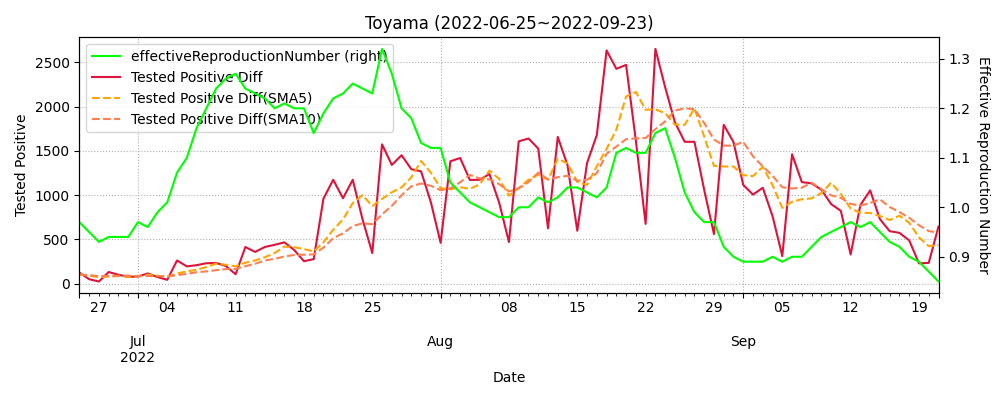 Toyama (2022-06-25~2022-09-23)
effectiveReproductionNumber (right)
Tested Positive Diff
Tested Positive Diff(SMA5)
Tested Positive Diff(SMA10)
Tested Positive
2500
2000
1500
1000
500
0
Effective Reproduction Number
1.3
1.2
1.1
1.0
0.9
27 04 11 18 25 08 15 22 29 05 12 19
Jul Aug Sep
2022
Date